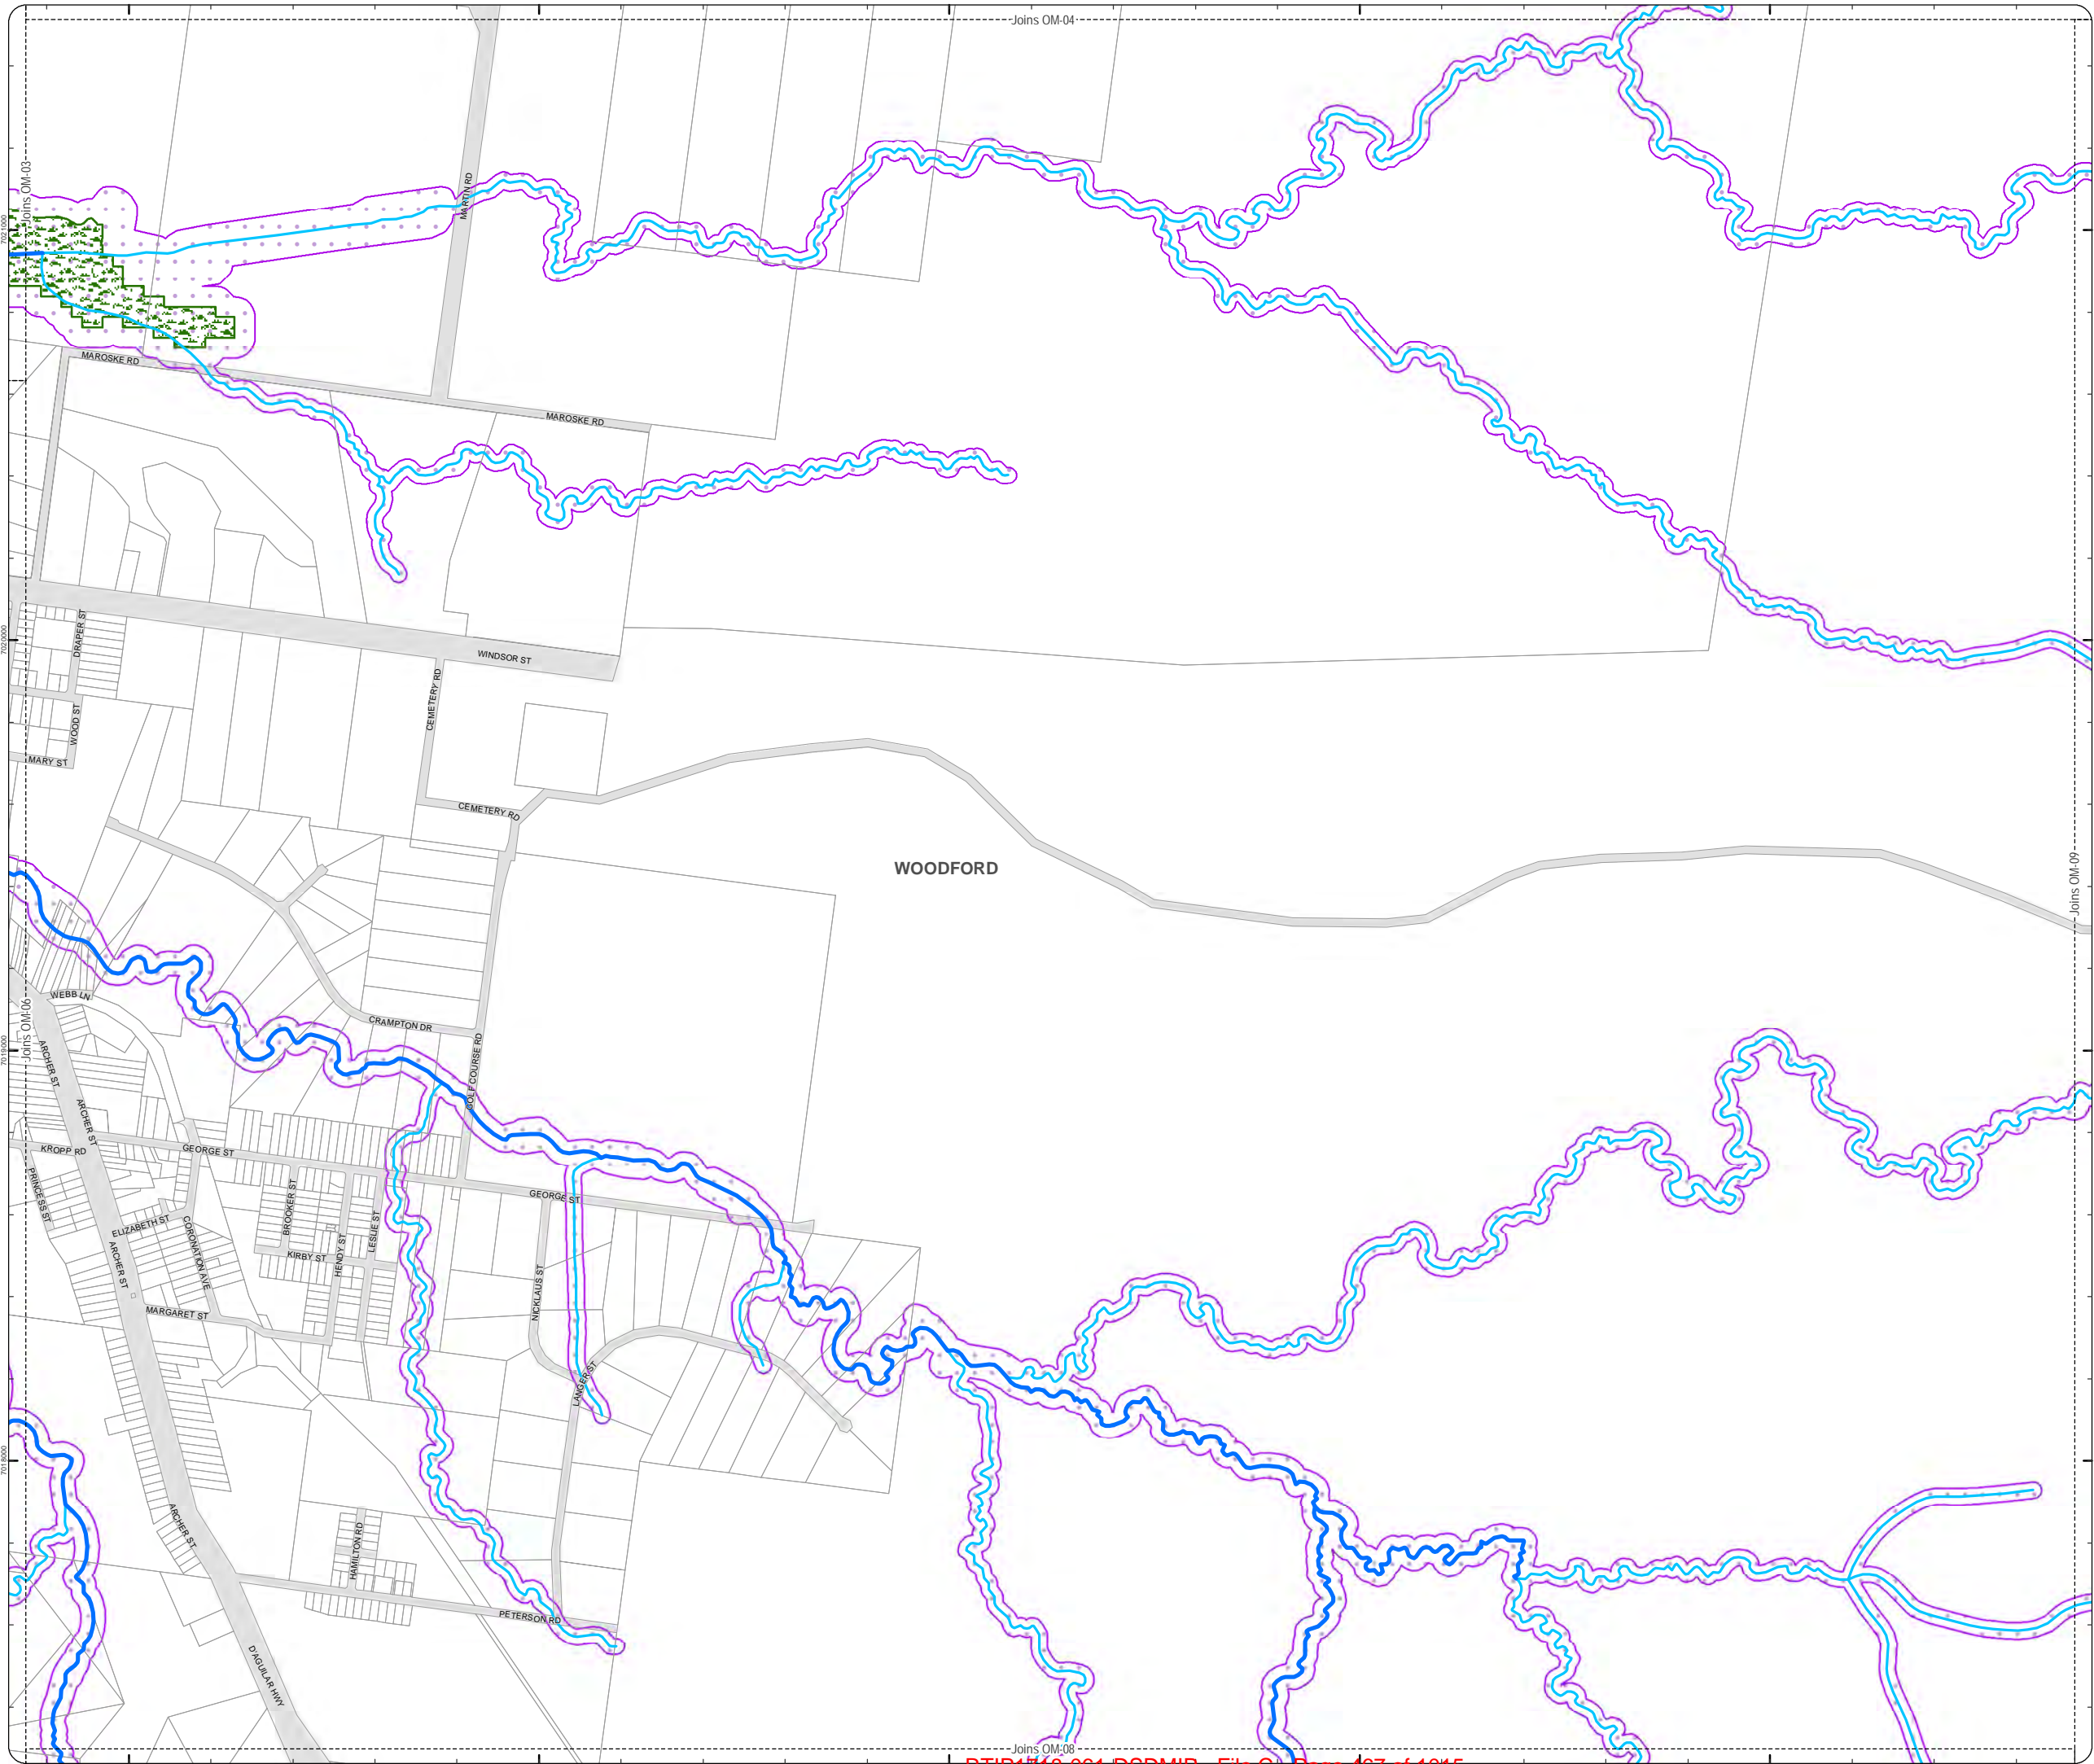 Joins OM-04
Joins OM-03
MARTIN RD
7021000
MAROSKE RD
MAROSKE RD
7020000
DRAPER ST
WINDSOR ST
CEMETERY RD
WOOD ST
MARY ST
CEMETERY RD
WOODFORD
Joins OM-09
WEBB LN
CRAMPTON DR
Joins OM-06
7019000
ARCHER ST
GOLF COURSE RD
ARCHER ST
KROPP RD
GEORGE ST
PRINCESS ST
GEORGE ST
BROOKER ST
ELIZABETH ST
LESLIE ST
CORONATION AVE
HENDY ST
KIRBY ST
ARCHER ST
NICKLAUS ST
MARGARET ST
LANGER ST
7018000
ARCHER ST
HAMILTON RD
PETERSON RD
D'AGUILAR HWY
Joins OM-08